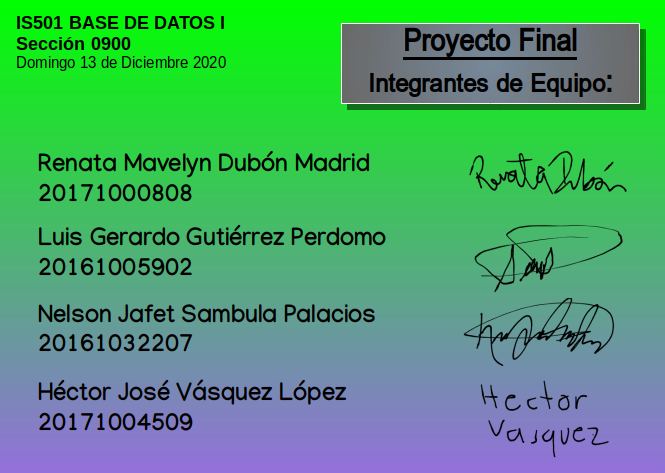 IS501 BASE DE DATOS I
Sección 0900
Domingo 13 de Diciembre 2020
Proyecto Final
Integrantes de Equipo:
Renata Mavelyn Dubón Madrid
20171000808
Renata Dubón
Luis Gerardo Gutiérrez Perdomo
20161005902
Nelson Jafet Sambula Palacios
20161032207
Héctor José Vásquez López
20171004509
Hector
Vasquez